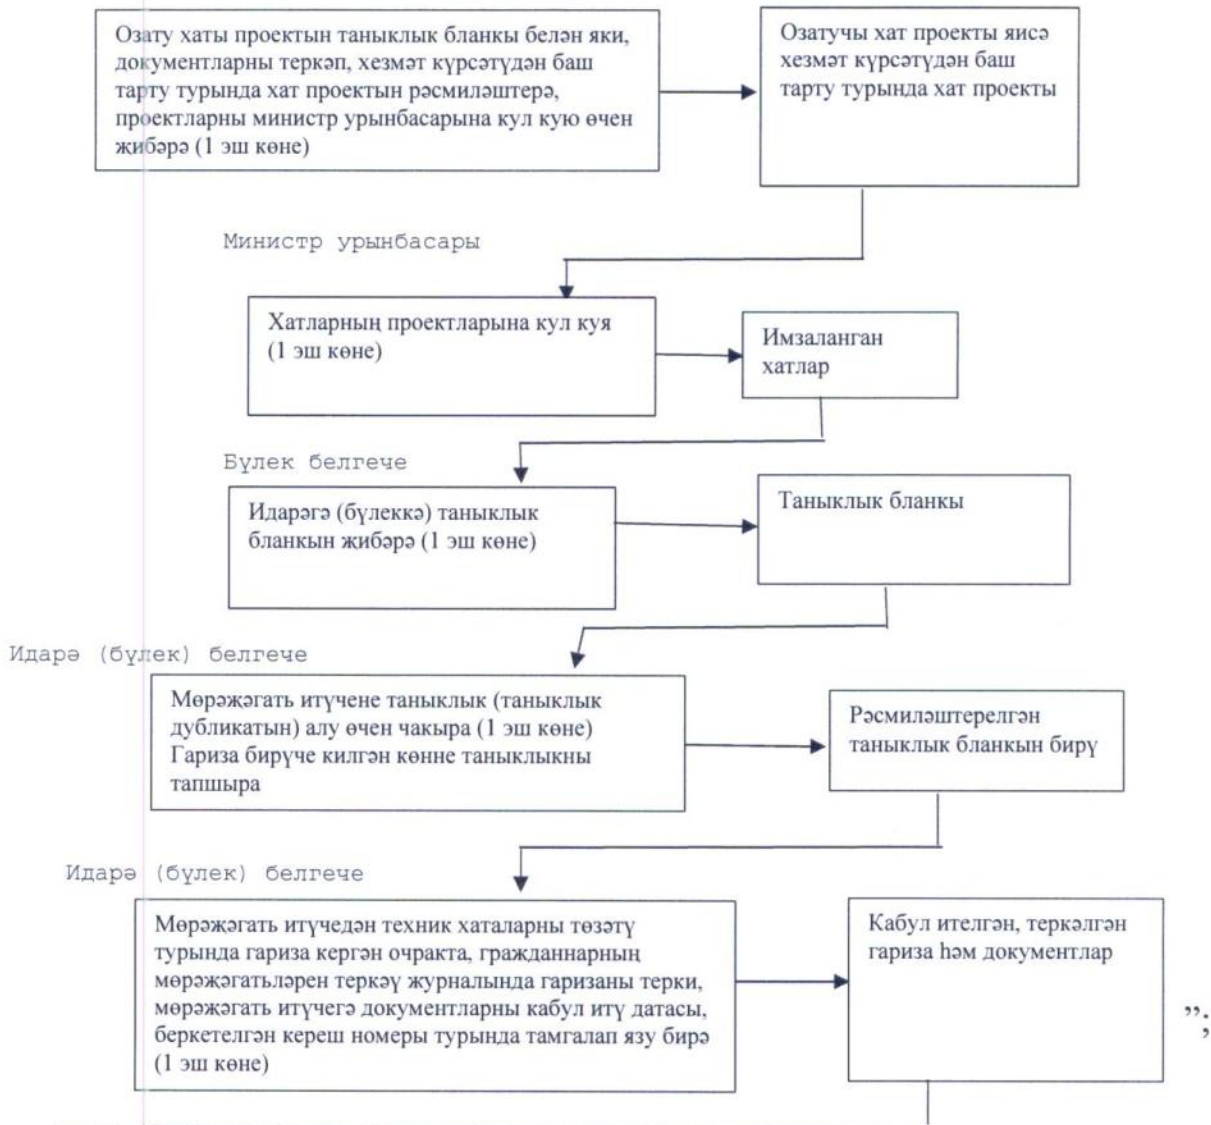 Озату хаты проектын таныклык бланкы белән яки,
документларны теркәп, хезмәт күрсәтүдән баш
тарту турында хат проектын рәсмиләштерә,
проектларны министр урынбасарына кул кую өчен
җибәрә (1 эш көне)
Озатучы хат проекты яисә
хезмәт күрсәтүдән баш
тарту турында хат проекты
Министр урынбасары
Хатларның проектларына кул куя
(1 эш көне)
Имзаланган
хатлар
Бүлек белгече
Идарәгә (бүлеккә) таныклык
бланкын җибәрә (1 эш көне)
Таныклык бланкы
Идарә (бүлек) белгече
Мөрәҗәгать итүчене таныклык (таныклык
дубликатын) алу өчен чакыра (1 эш көне)
Гариза бирүче килгән көнне таныклыкны
тапшыра
Рәсмиләштерелгән
таныклык бланкын бирү
Идарә (бүлек) белгече
Мөрәҗәгать итүчедән техник хаталарны төзәтү
турында гариза кергән очракта, гражданнарның
мөрәҗәгатьләрен теркәү журналында гаризаны терки,
мөрәҗәгать итүчегә документларны кабул итү датасы,
беркетелгән кереш номеры турында тамгалап язу бирә
(1 эш көне)
Кабул ителгән, теркәлгән
гариза һәм документлар
”;